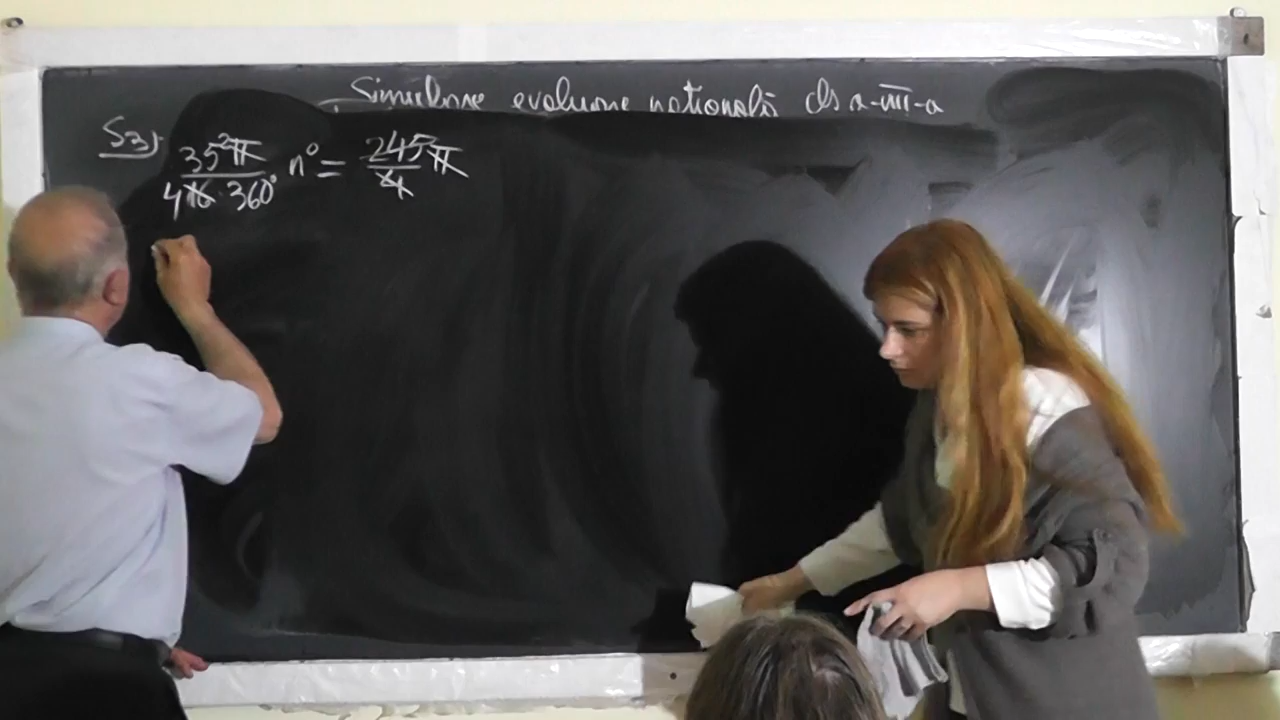 Simulare evaluare națională cls a-VIII-a
S3) 35²π / 4 16·360° n° = 245π / 4